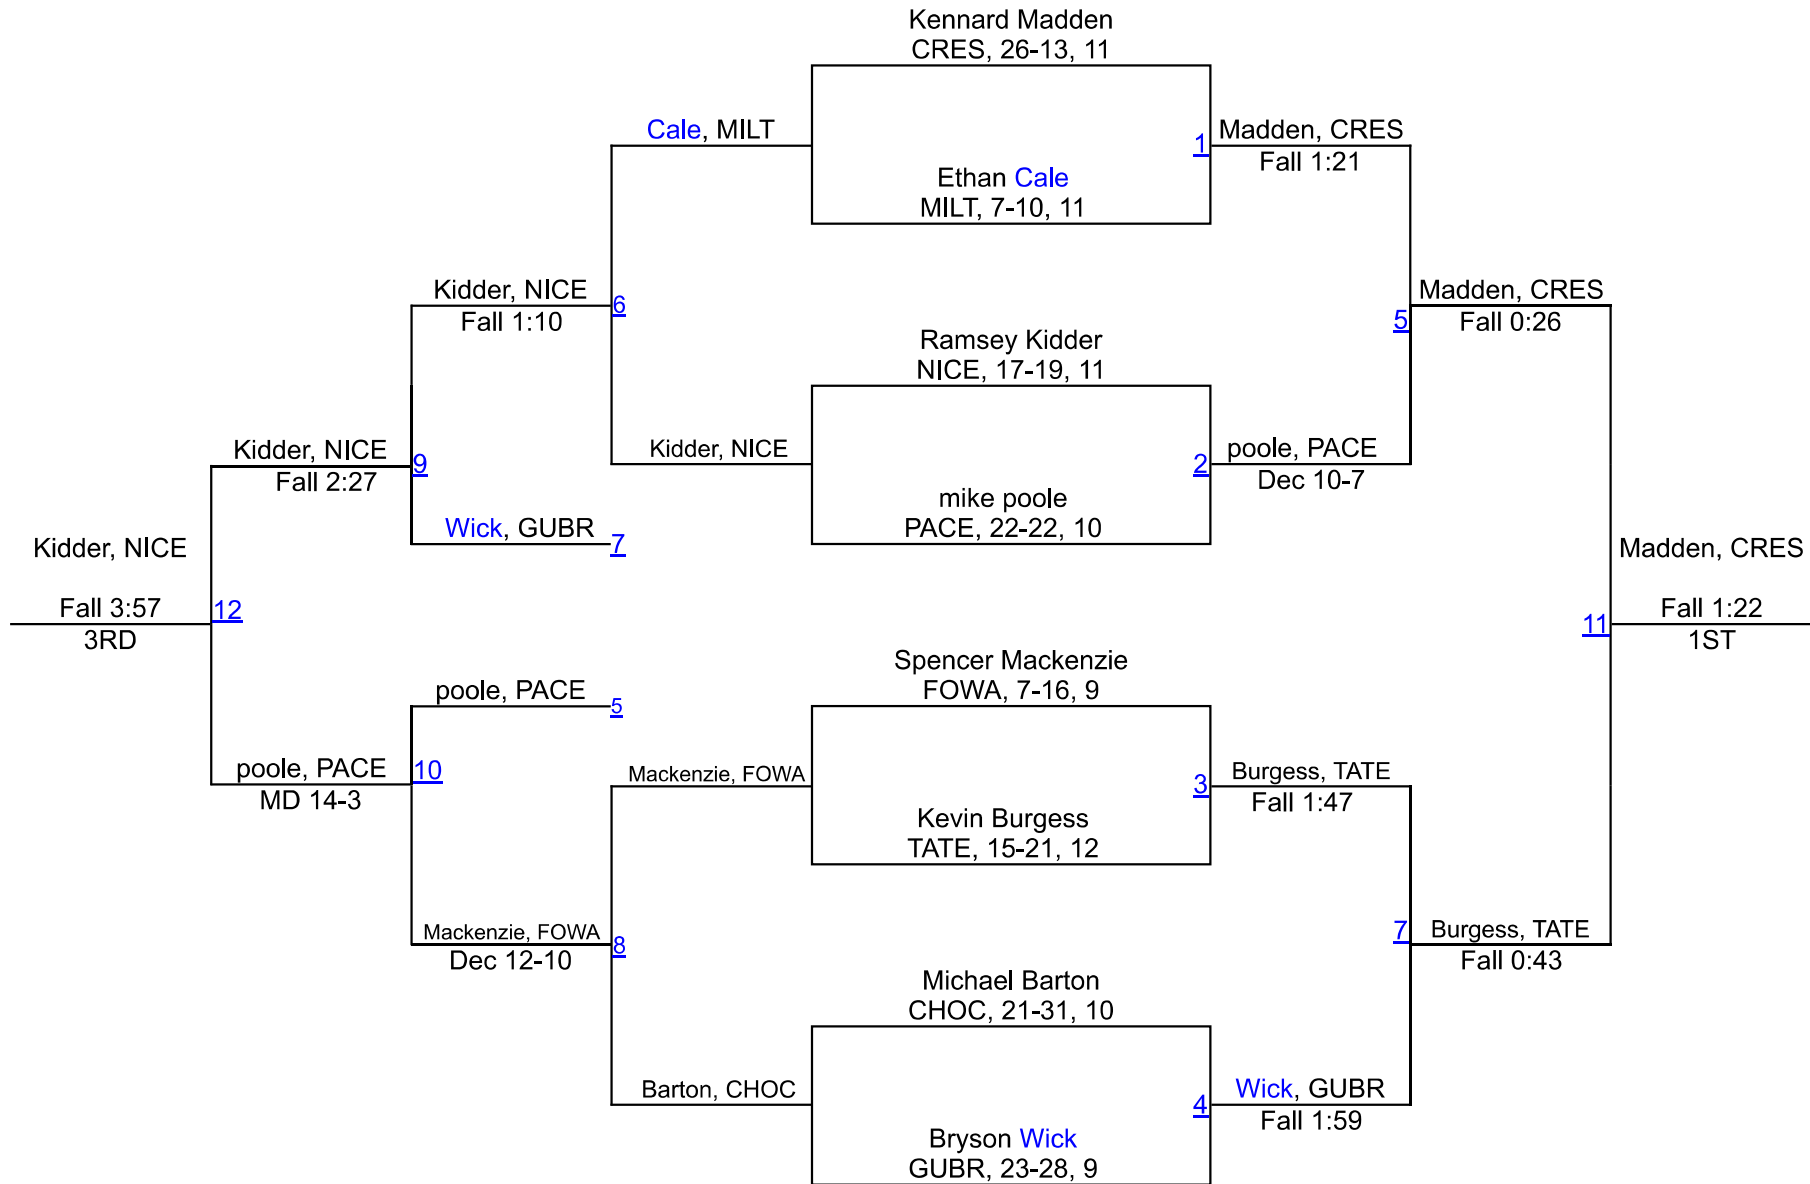 Kennard Madden
CRES, 26-13, 11
Cale, MILT
1
Madden, CRES
Fall 1:21
Ethan Cale
MILT, 7-10, 11
Kidder, NICE
Fall 1:10
6
5
Madden, CRES
Fall 0:26
Ramsey Kidder
NICE, 17-19, 11
Kidder, NICE
Fall 2:27
9
Kidder, NICE
2
poole, PACE
Dec 10-7
mike poole
PACE, 22-22, 10
Wick, GUBR
7
Kidder, NICE
Fall 3:57
3RD
12
Madden, CRES
11
Fall 1:22
1ST
Spencer Mackenzie
FOWA, 7-16, 9
poole, PACE
5
poole, PACE
MD 14-3
10
Mackenzie, FOWA
3
Burgess, TATE
Fall 1:47
Kevin Burgess
TATE, 15-21, 12
Mackenzie, FOWA
Dec 12-10
8
7
Burgess, TATE
Fall 0:43
Michael Barton
CHOC, 21-31, 10
Barton, CHOC
4
Wick, GUBR
Fall 1:59
Bryson Wick
GUBR, 23-28, 9